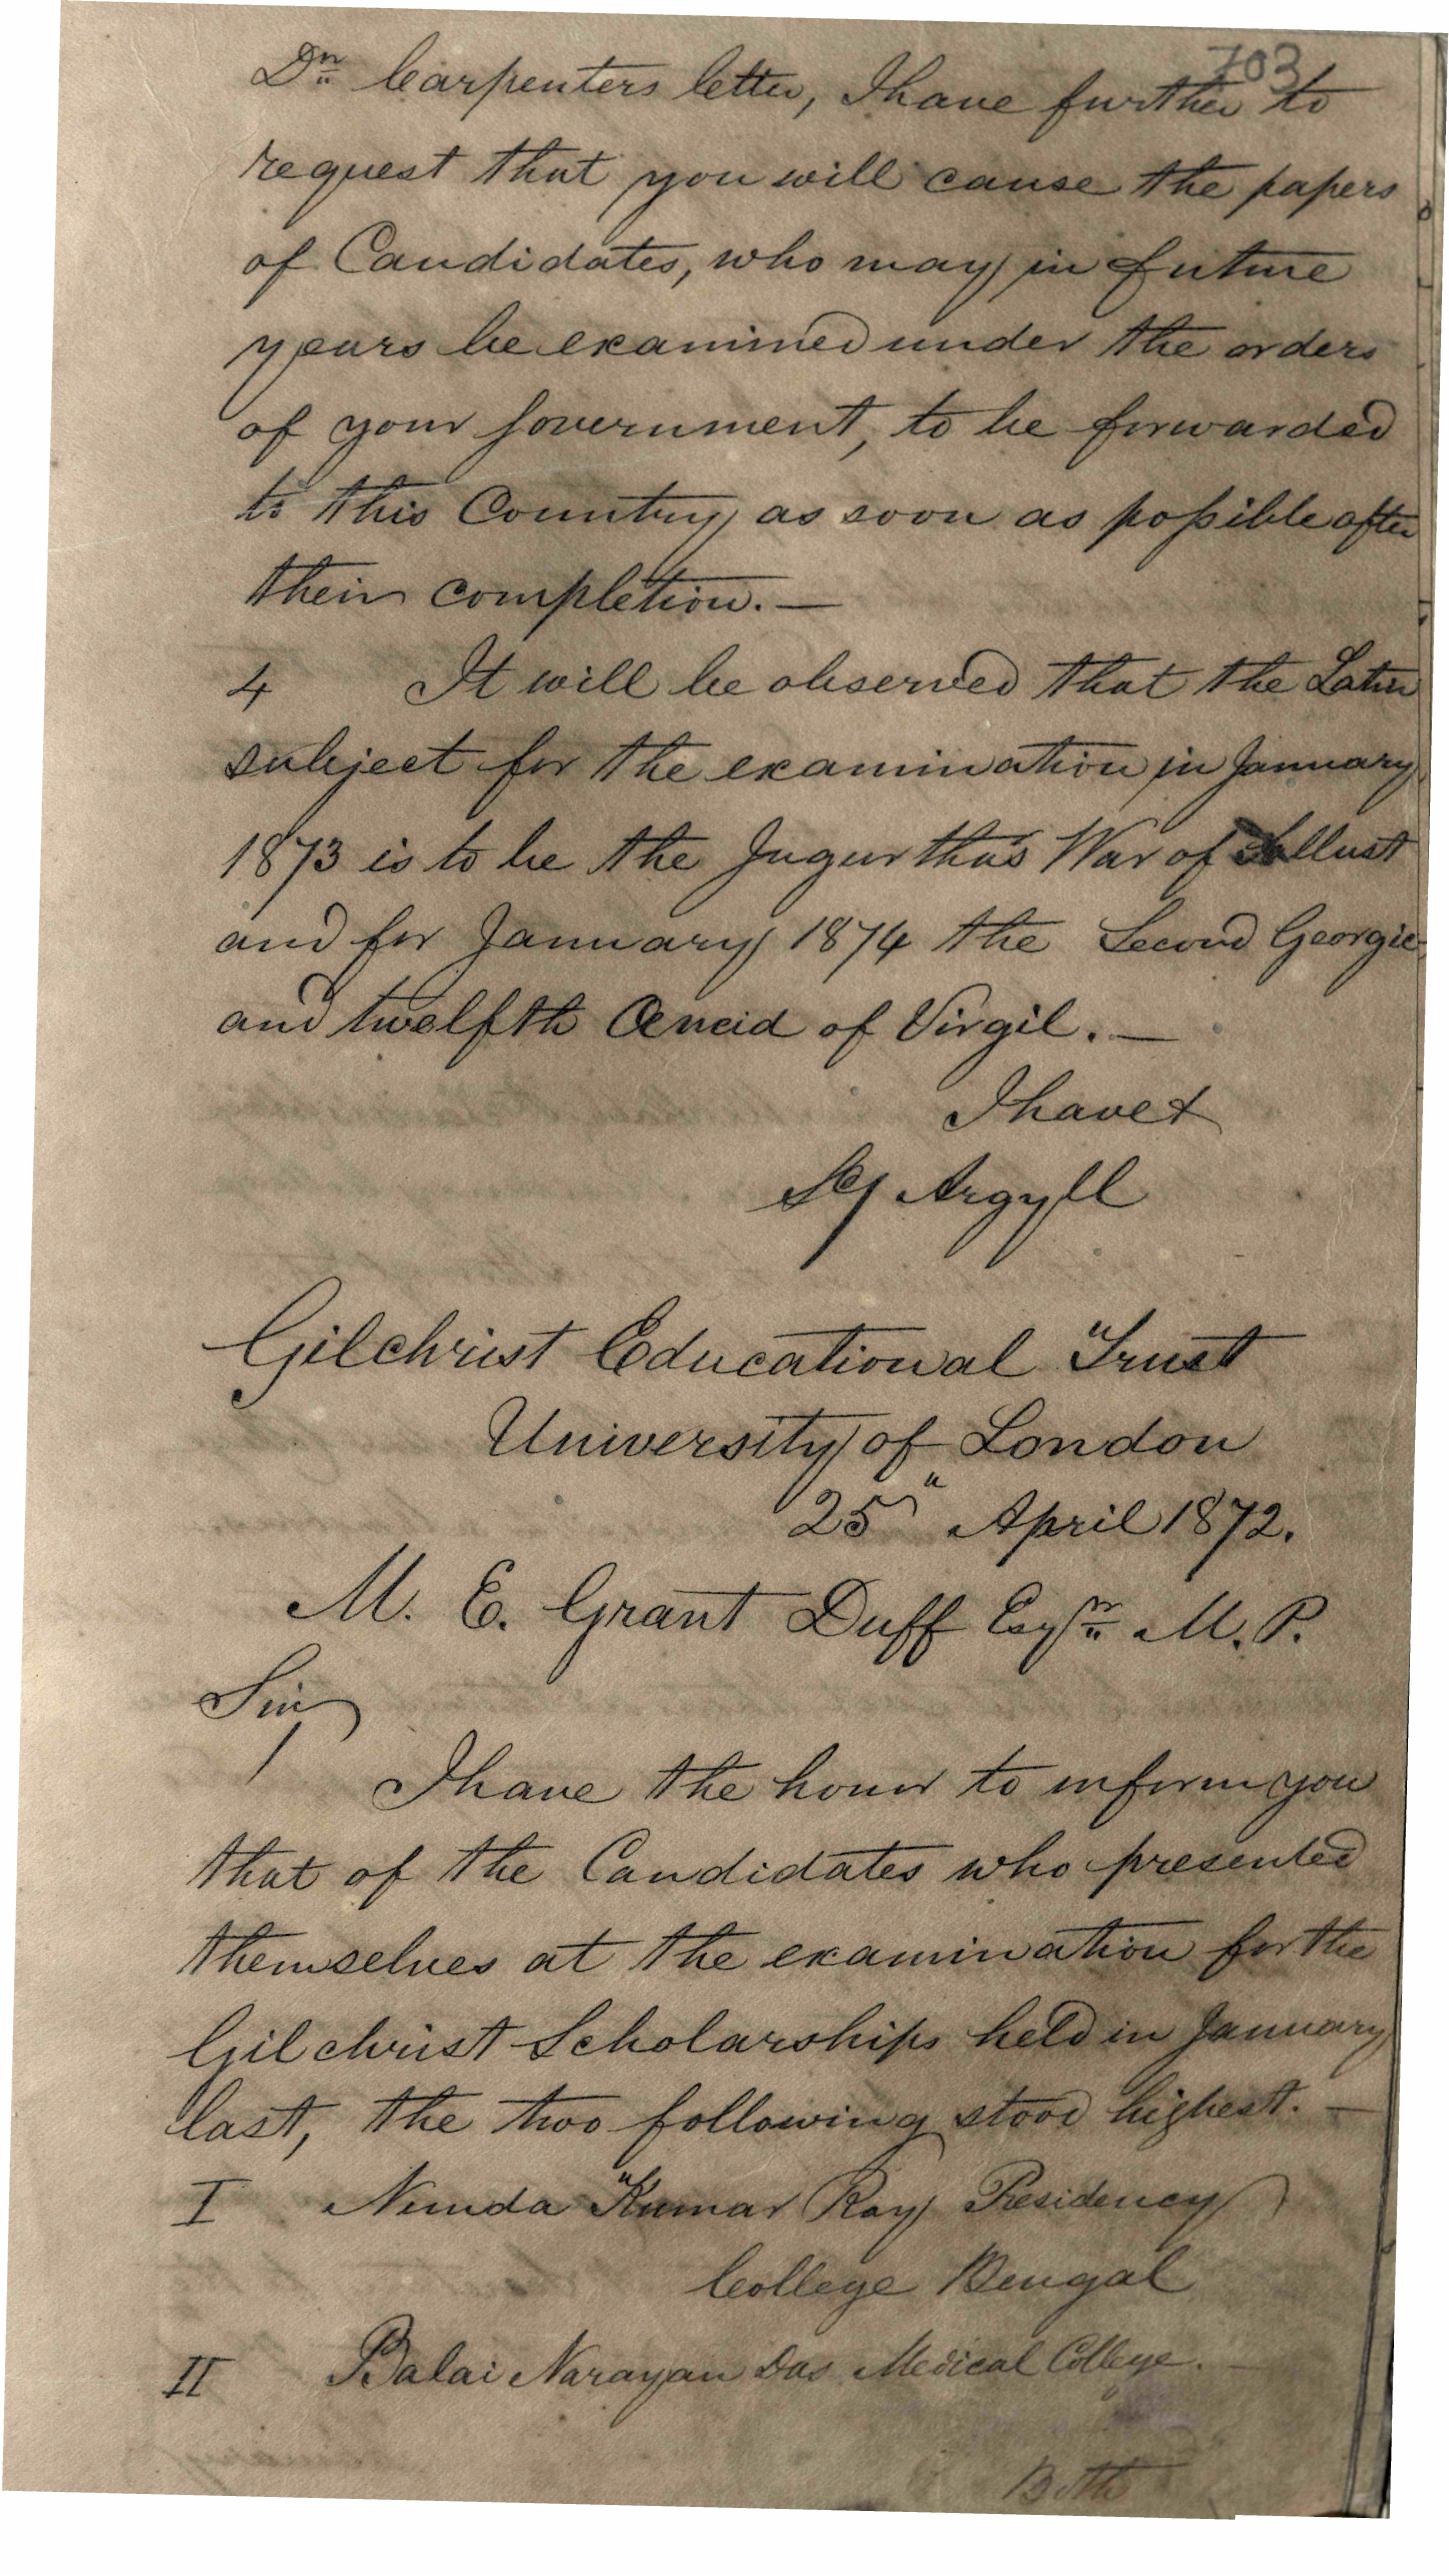 703
Dr. Carpenters letter, I have further to
request that you will cause the papers
of Candidates, who may in future
years be examined under the orders
of your Government, to be forwarded
to this Country as soon as possible after
their completion. —
4 It will be observed that the Latin
subject for the examination in January
1873 is to be the Jugurtha's War of Sallust
and for January 1874 the Second Georgic
and twelfth Œneid of Virgil. —
I have &
Sd/ Argyll
Gilchrist Educational Trust
University of London
25" April 1872.
M. E. Grant Duff Esqr. M. P.
Sir,
I have the honor to inform you
that of the Candidates who presented
themselves at the examination for the
Gilchrist Scholarships held in January
last, the two following stood highest. —
I Nunda Kumar Ray Presidency
College Bengal
II Balai Narayan Das Medical College. —
Both